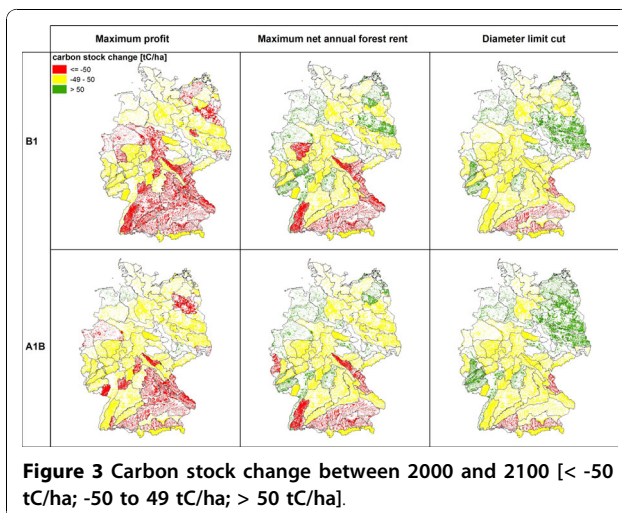 Maximum profit
Maximum net annual forest rent
Diameter limit cut
carbon stock change [tC/ha]
<= -50
-49 - 50
> 50
B1
A1B
Figure 3 Carbon stock change between 2000 and 2100 [< -50
tC/ha; -50 to 49 tC/ha; > 50 tC/ha].